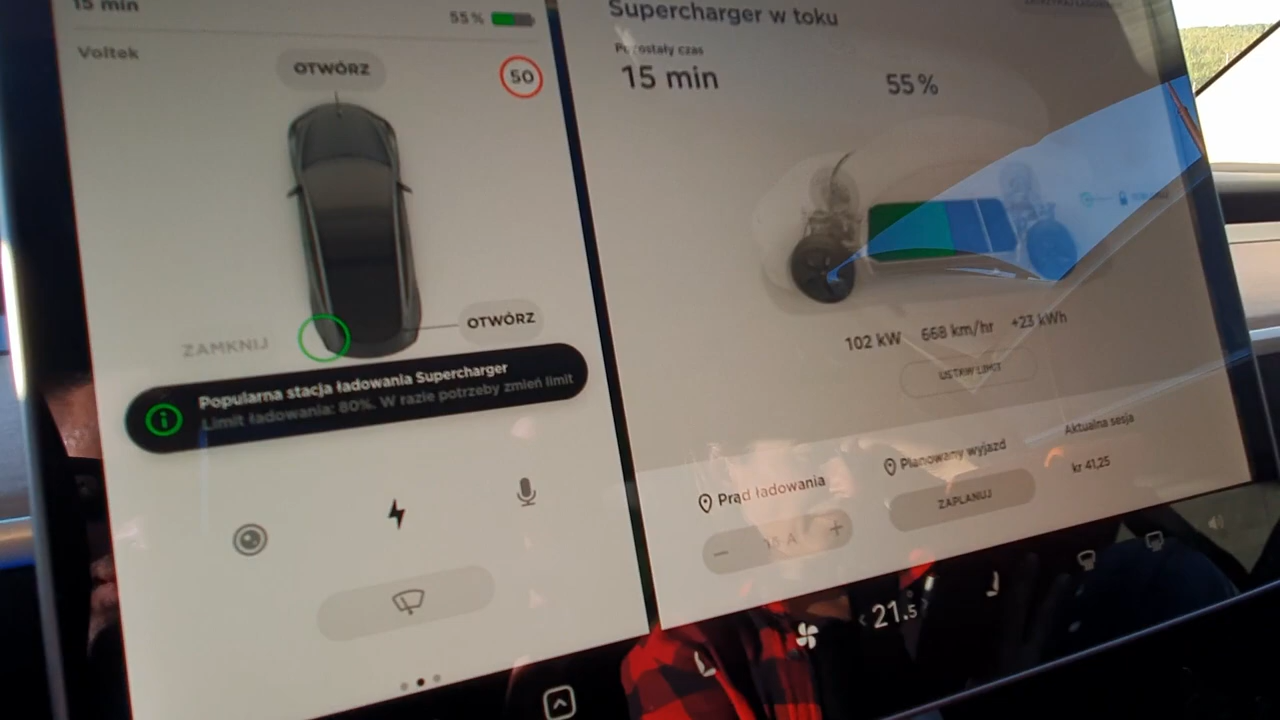 15 min
55 %
Voltek
OTWÓRZ
50
OTWÓRZ
ZAMKNIJ
Popularna stacja ładowania Supercharger
Limit ładowania: 80%. W razie potrzeby zmień limit
Supercharger w toku
Pozostały czas
15 min
55 %
102 kW 668 km/hr +23 kWh
USTAW LIMIT
Prąd ładowania
Planowany wyjazd
Aktualna sesja
− A +
ZAPLANUJ
kr 41,25
21.5